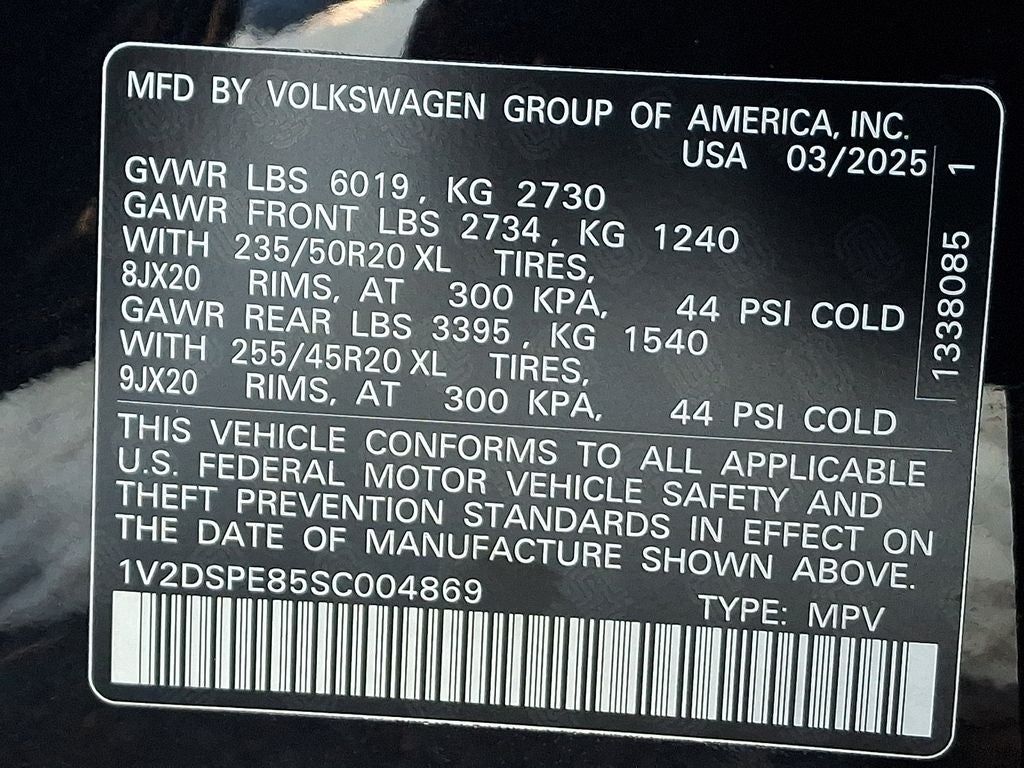 MFD BY VOLKSWAGEN GROUP OF AMERICA, INC.
USA 03/2025
GVWR LBS 6019, KG 2730
GAWR FRONT LBS 2734, KG 1240
WITH 235/50R20 XL TIRES,
8JX20 RIMS, AT 300 KPA, 44 PSI COLD
GAWR REAR LBS 3395, KG 1540
WITH 255/45R20 XL TIRES,
9JX20 RIMS, AT 300 KPA, 44 PSI COLD
1338085 1
THIS VEHICLE CONFORMS TO ALL APPLICABLE
U.S. FEDERAL MOTOR VEHICLE SAFETY AND
THEFT PREVENTION STANDARDS IN EFFECT ON
THE DATE OF MANUFACTURE SHOWN ABOVE.
1V2DSPE85SC004869
TYPE: MPV